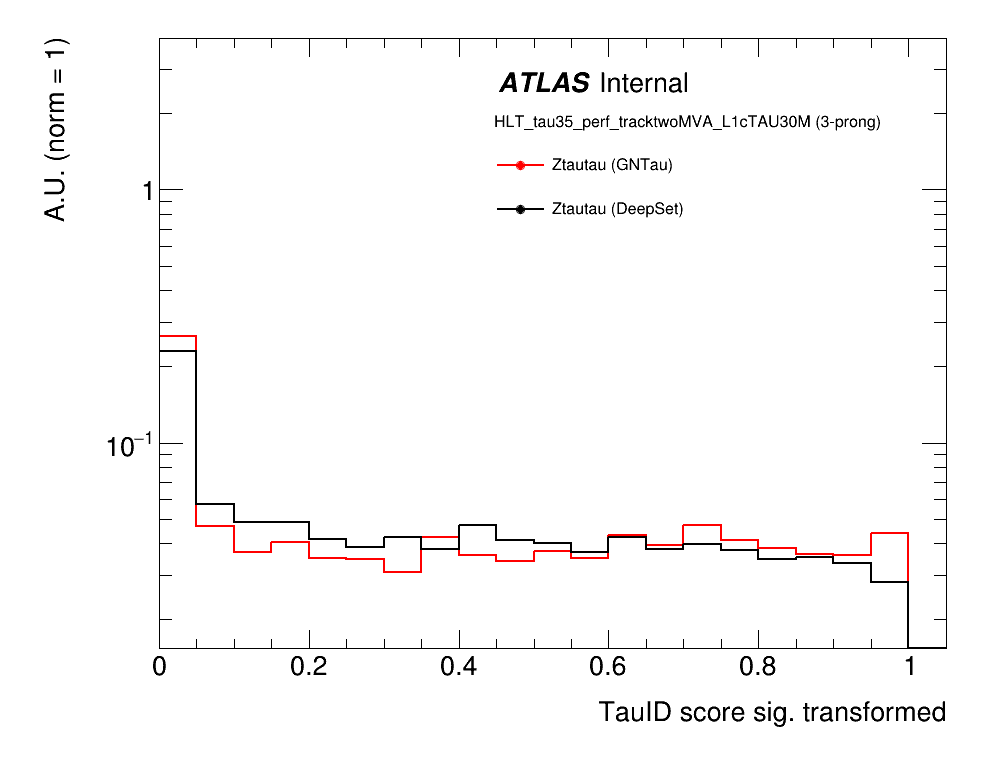 A.U. (norm = 1)
ATLAS Internal
HLT_tau35_perf_tracktwoMVA_L1cTAU30M (3-prong)
Ztautau (GNTau)
Ztautau (DeepSet)
1
10⁻¹
0 0.2 0.4 0.6 0.8 1
TauID score sig. transformed